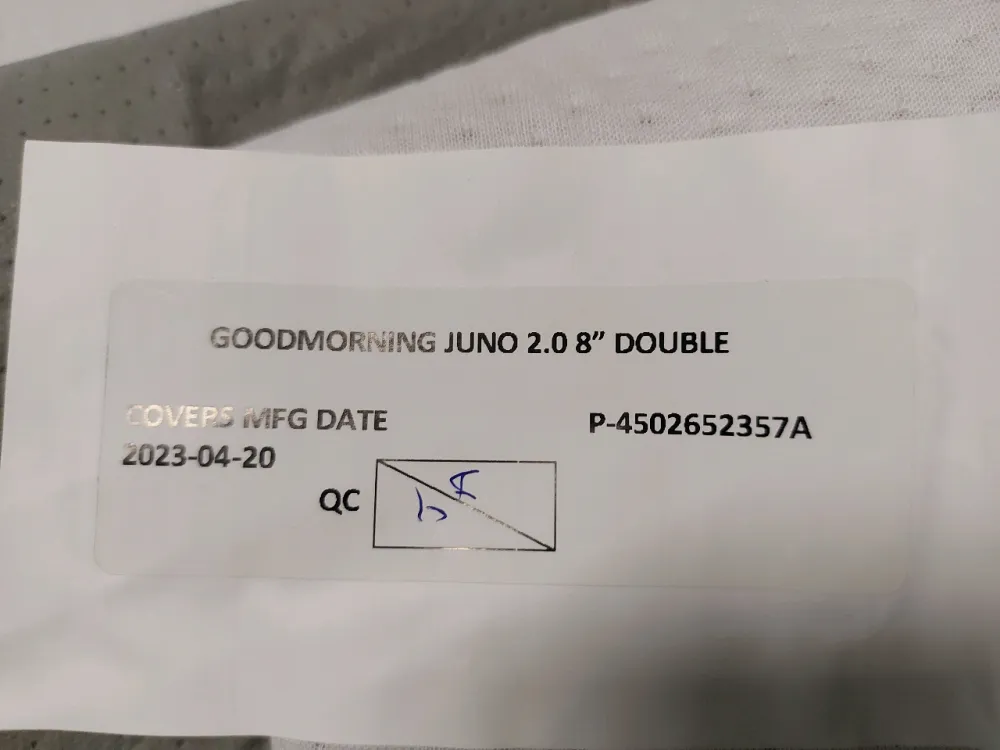 GOODMORNING JUNO 2.0 8” DOUBLE
COVERS MFG DATE P-4502652357A
2023-04-20
QC